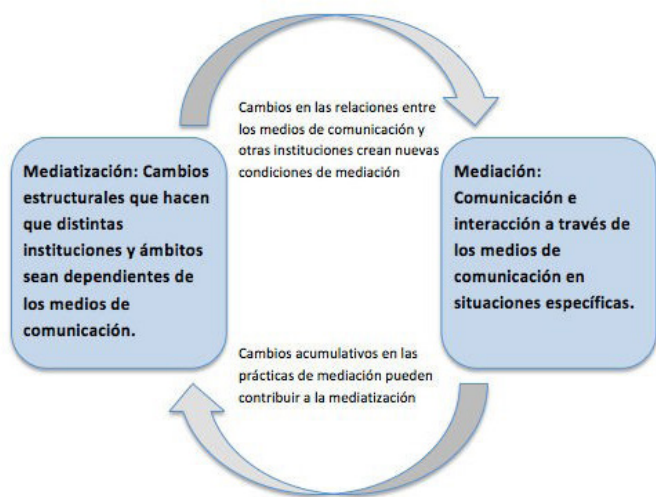 Cambios en las relaciones entre
los medios de comunicación y
otras instituciones crean nuevas
condiciones de mediación
Mediatización: Cambios
estructurales que hacen
que distintas
instituciones y ámbitos
sean dependientes de
los medios de
comunicación.
Mediación:
Comunicación e
interacción a través de
los medios de
comunicación en
situaciones específicas.
Cambios acumulativos en las
prácticas de mediación pueden
contribuir a la mediatización